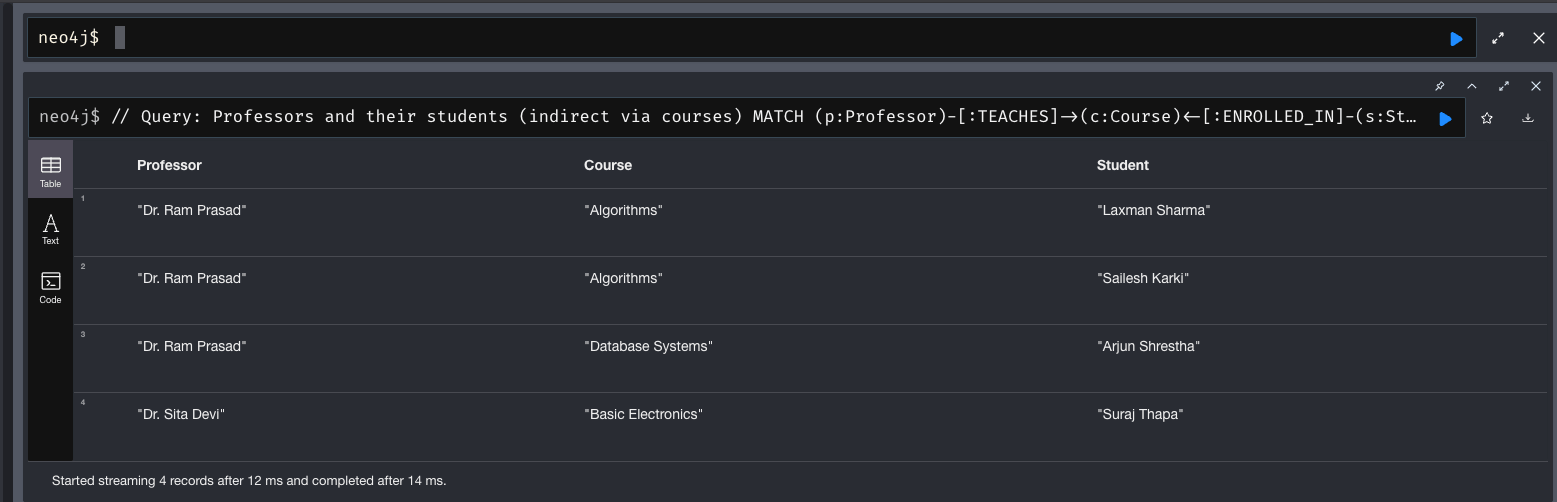 neo4j$
neo4j$ // Query: Professors and their students (indirect via courses) MATCH (p:Professor)-[:TEACHES]->(c:Course)<-[:ENROLLED_IN]-(s:St…
Table
Text
Code
Professor Course Student
1 "Dr. Ram Prasad" "Algorithms" "Laxman Sharma"
2 "Dr. Ram Prasad" "Algorithms" "Sailesh Karki"
3 "Dr. Ram Prasad" "Database Systems" "Arjun Shrestha"
4 "Dr. Sita Devi" "Basic Electronics" "Suraj Thapa"
Started streaming 4 records after 12 ms and completed after 14 ms.